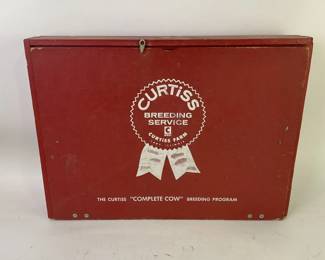 CURTISS
BREEDING
SERVICE
CURTISS FARM
THE CURTISS "COMPLETE COW" BREEDING PROGRAM